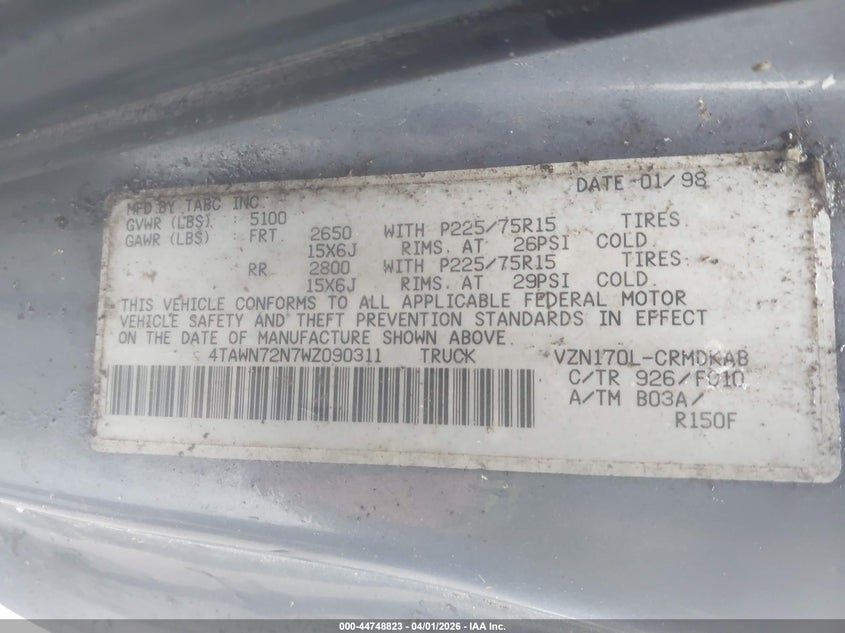 MFD.BY TABC INC. DATE 01/98
GVWR (LBS) : 5100
GAWR (LBS) : FRT 2650 WITH P225/75R15 TIRES.
15X6J RIMS. AT 26PSI COLD.
RR 2800 WITH P225/75R15 TIRES.
15X6J RIMS. AT 29PSI COLD.
THIS VEHICLE CONFORMS TO ALL APPLICABLE FEDERAL MOTOR
VEHICLE SAFETY AND THEFT PREVENTION STANDARDS IN EFFECT
ON THE DATE OF MANUFACTURE SHOWN ABOVE.
4TAWN72N7WZ090311 TRUCK VZN170L-CRMDKAB
C/TR 926/FQ10
A/TM B03A/
R150F
000-44748823 | 04/01/2026 - IAA Inc.